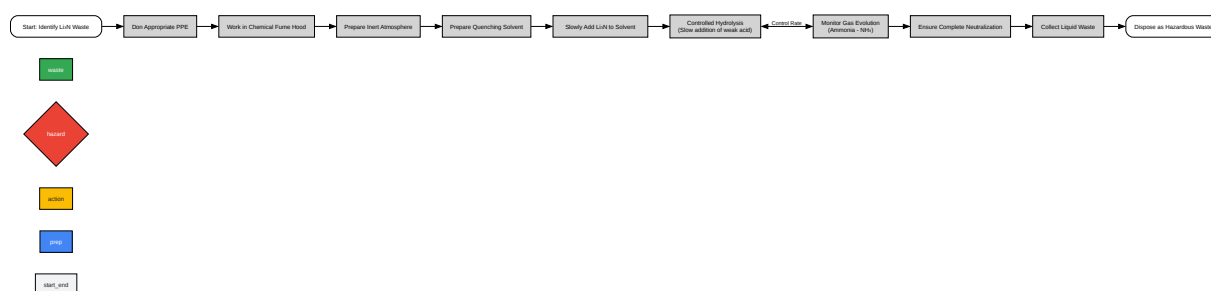 Start: Identify Li₃N Waste
Don Appropriate PPE
Work in Chemical Fume Hood
Prepare Inert Atmosphere
Prepare Quenching Solvent
Slowly Add Li₃N to Solvent
Controlled Hydrolysis
(Slow addition of weak acid)
Control Rate
Monitor Gas Evolution
(Ammonia - NH₃)
Ensure Complete Neutralization
Collect Liquid Waste
Dispose as Hazardous Waste
waste
hazard
action
prep
start_end